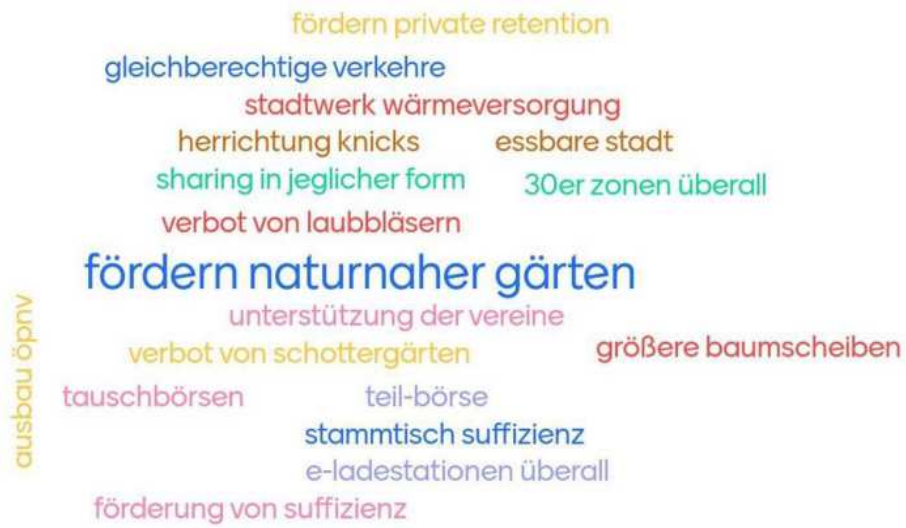 fördern private retention
gleichberechtige verkehre
stadtwerk wärmeversorgung
herrichtung knicks
essbare stadt
sharing in jeglicher form
30er zonen überall
verbot von laubbläsern
fördern naturnaher gärten
ausbau öpnv
unterstützung der vereine
verbot von schottergärten
größere baumscheiben
tauschbörsen
teil-börse
stammtisch suffizienz
e-ladestationen überall
förderung von suffizienz